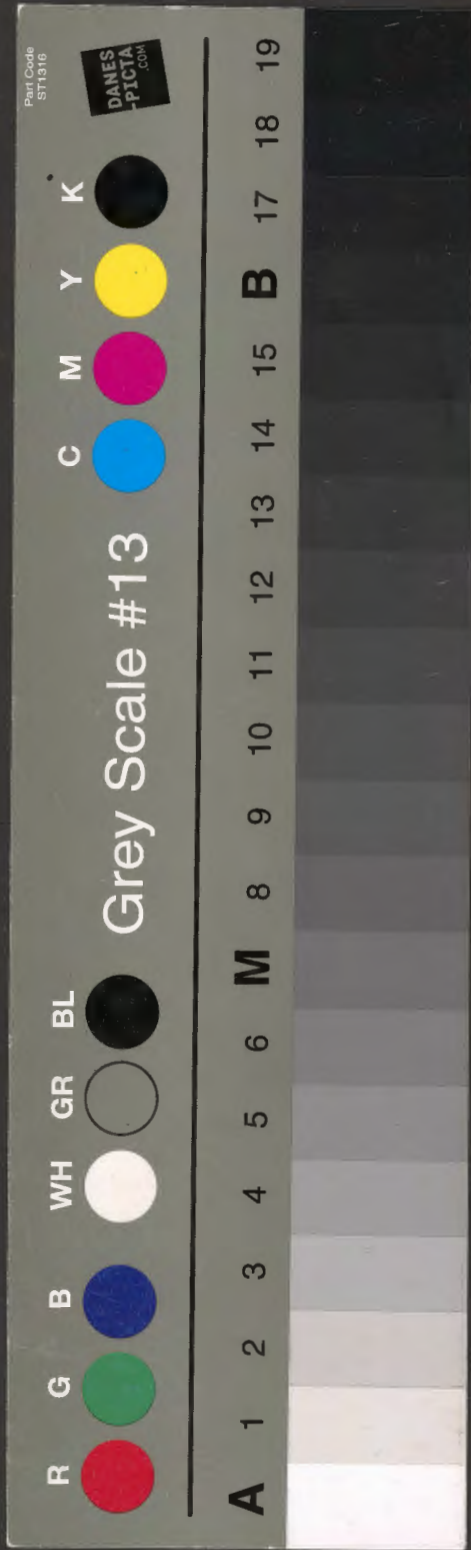 R G B WH GR BL Grey Scale #13 C M Y K
Part Code
ST1316
DANES
-PICTA
.COM
A 1 2 3 4 5 6 M 8 9 10 11 12 13 14 15 B 17 18 19